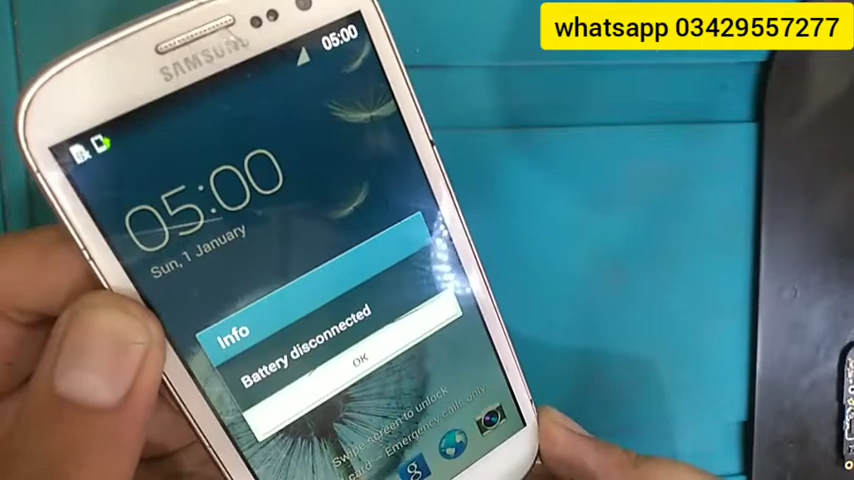 whatsapp 03429557277
SAMSUNG
05:00
05:00
Sun, 1 January
Info
Battery disconnected
OK
Swipe screen to unlock
card – Emergency calls only
g